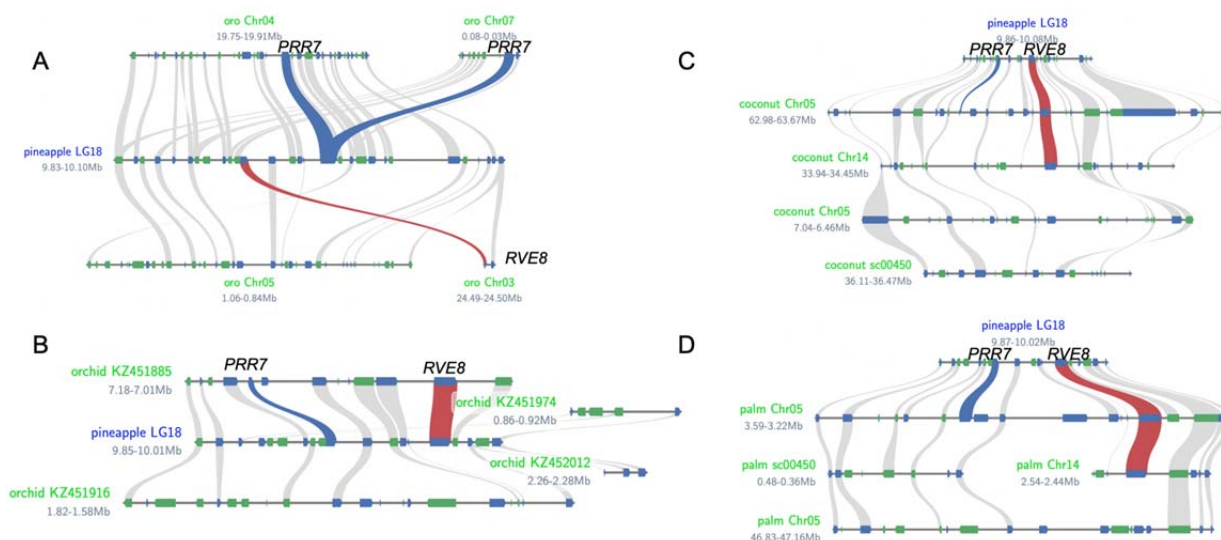 A
oro Chr04
19.75-19.91Mb
PRR7
oro Chr07
0.08-0.03Mb
PRR7
pineapple LG18
9.83-10.10Mb
RVE8
oro Chr05
1.06-0.84Mb
oro Chr03
24.49-24.50Mb
B
orchid KZ451885
7.18-7.01Mb
PRR7
RVE8
orchid KZ451974
0.86-0.92Mb
pineapple LG18
9.85-10.01Mb
orchid KZ452012
2.26-2.28Mb
orchid KZ451916
1.82-1.58Mb
C
pineapple LG18
9.86-10.08Mb
PRR7
RVE8
coconut Chr05
62.98-63.67Mb
coconut Chr14
33.94-34.45Mb
coconut Chr05
7.04-6.46Mb
coconut sc00450
36.11-36.47Mb
D
pineapple LG18
9.87-10.02Mb
PRR7
RVE8
palm Chr05
3.59-3.22Mb
palm sc00450
0.48-0.36Mb
palm Chr14
2.54-2.44Mb
palm Chr05
46.83-47.16Mb